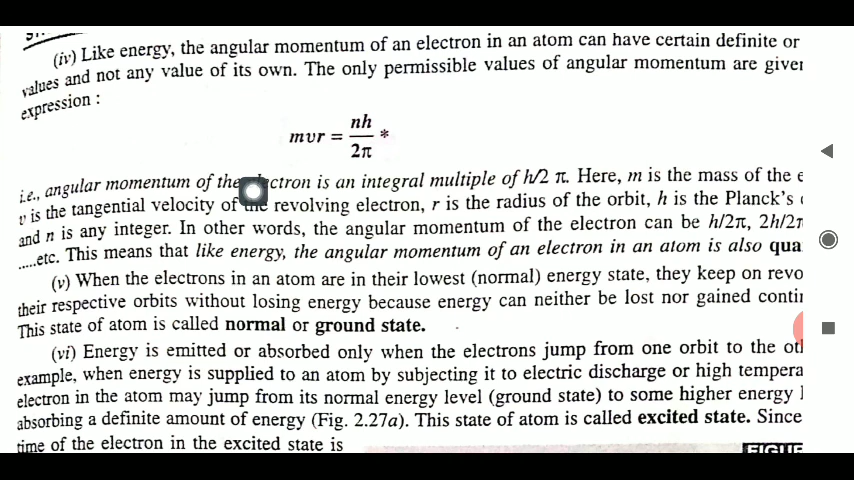 (iv) Like energy, the angular momentum of an electron in an atom can have certain definite or
values and not any value of its own. The only permissible values of angular momentum are given
expression :
mvr = nh/2π *
i.e., angular momentum of the electron is an integral multiple of h/2 π. Here, m is the mass of the e
v is the tangential velocity of the revolving electron, r is the radius of the orbit, h is the Planck's
and n is any integer. In other words, the angular momentum of the electron can be h/2π, 2h/2π
.....etc. This means that like energy, the angular momentum of an electron in an atom is also qua
(v) When the electrons in an atom are in their lowest (normal) energy state, they keep on revo
their respective orbits without losing energy because energy can neither be lost nor gained conti
This state of atom is called normal or ground state.
(vi) Energy is emitted or absorbed only when the electrons jump from one orbit to the oth
example, when energy is supplied to an atom by subjecting it to electric discharge or high tempera
electron in the atom may jump from its normal energy level (ground state) to some higher energy l
absorbing a definite amount of energy (Fig. 2.27a). This state of atom is called excited state. Since
time of the electron in the excited state is